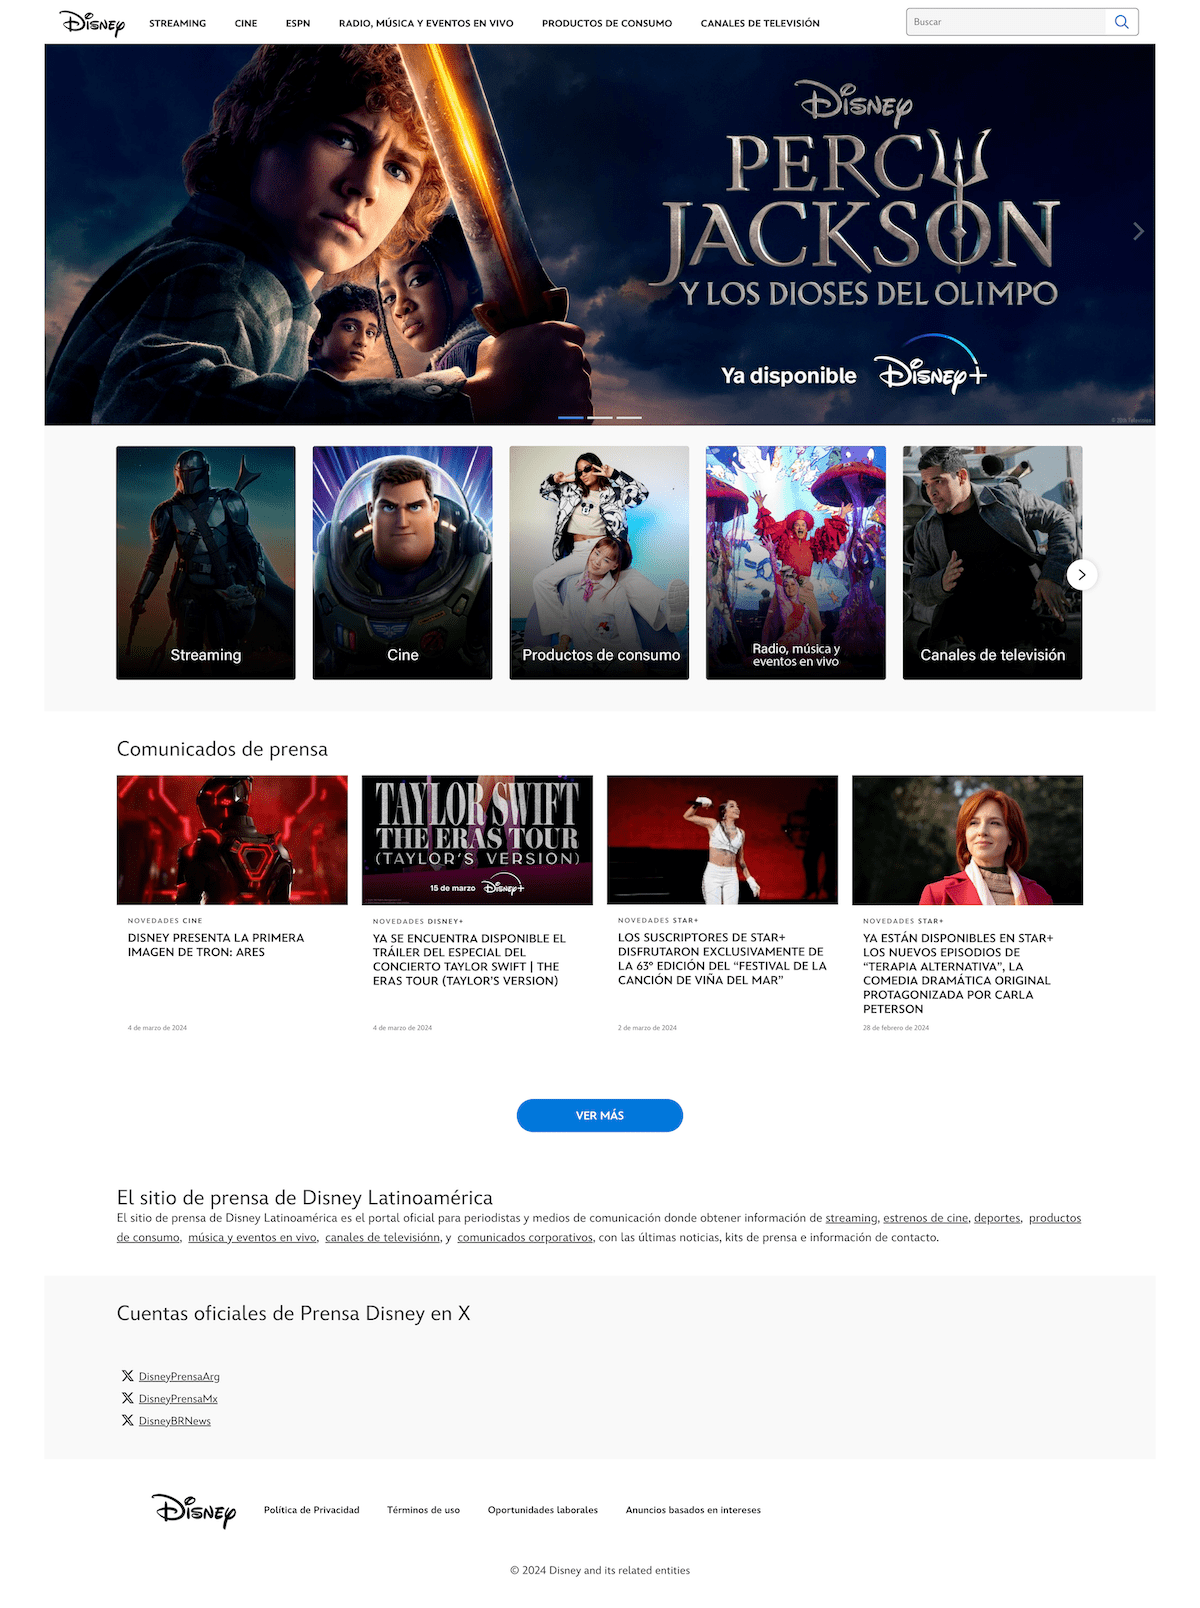 Disney
STREAMING
CINE
ESPN
RADIO, MÚSICA Y EVENTOS EN VIVO
PRODUCTOS DE CONSUMO
CANALES DE TELEVISIÓN
Buscar
Disney
PERCY
JACKSON
Y LOS DIOSES DEL OLIMPO
Ya disponible Disney+
Streaming
Cine
Productos de consumo
Radio, música y
eventos en vivo
Canales de televisión
Comunicados de prensa
TAYLOR SWIFT
THE ERAS TOUR
(TAYLOR'S VERSION)
15 de marzo Disney+
NOVEDADES CINE
DISNEY PRESENTA LA PRIMERA
IMAGEN DE TRON: ARES
4 de marzo de 2024
NOVEDADES DISNEY+
YA SE ENCUENTRA DISPONIBLE EL
TRÁILER DEL ESPECIAL DEL
CONCIERTO TAYLOR SWIFT | THE
ERAS TOUR (TAYLOR'S VERSION)
4 de marzo de 2024
NOVEDADES STAR+
LOS SUSCRIPTORES DE STAR+
DISFRUTARON EXCLUSIVAMENTE DE
LA 63° EDICIÓN DEL “FESTIVAL DE LA
CANCIÓN DE VIÑA DEL MAR”
2 de marzo de 2024
NOVEDADES STAR+
YA ESTÁN DISPONIBLES EN STAR+
LOS NUEVOS EPISODIOS DE
“TERAPIA ALTERNATIVA”, LA
COMEDIA DRAMÁTICA ORIGINAL
PROTAGONIZADA POR CARLA
PETERSON
28 de febrero de 2024
VER MÁS
El sitio de prensa de Disney Latinoamérica
El sitio de prensa de Disney Latinoamérica es el portal oficial para periodistas y medios de comunicación donde obtener información de streaming, estrenos de cine, deportes, productos
de consumo, música y eventos en vivo, canales de televisiónn, y comunicados corporativos, con las últimas noticias, kits de prensa e información de contacto.
Cuentas oficiales de Prensa Disney en X
DisneyPrensaArg
DisneyPrensaMx
DisneyBRNews
Disney
Política de Privacidad
Términos de uso
Oportunidades laborales
Anuncios basados en intereses
© 2024 Disney and its related entities